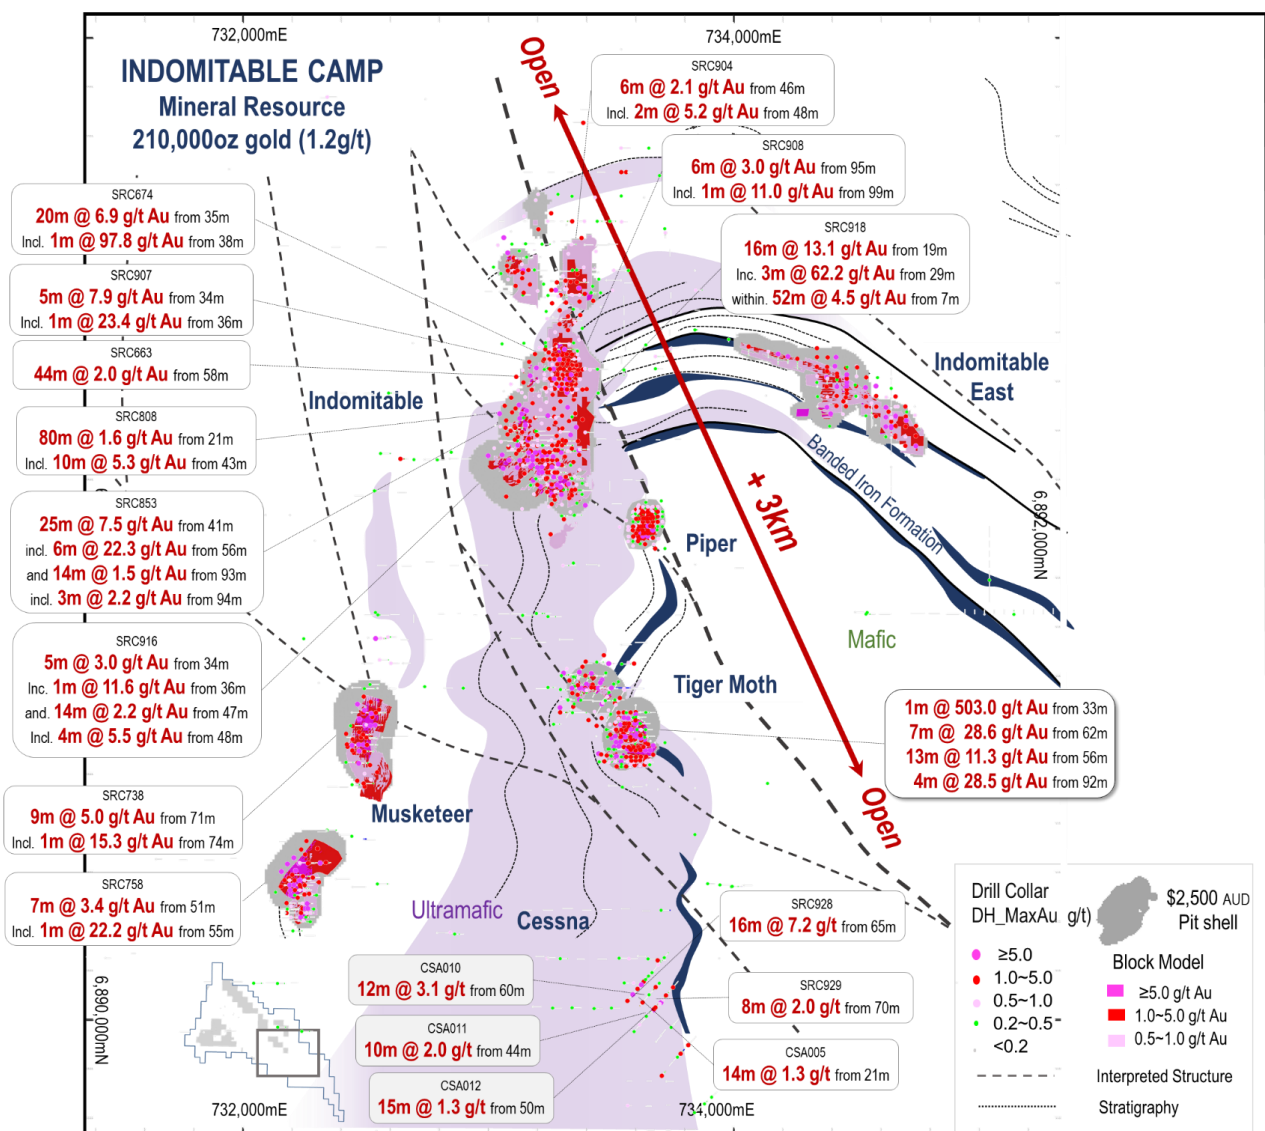 732,000mE
734,000mE
INDOMITABLE CAMP
Mineral Resource
210,000oz gold (1.2g/t)
Open
SRC904
6m @ 2.1 g/t Au from 46m
Incl. 2m @ 5.2 g/t Au from 48m
SRC908
6m @ 3.0 g/t Au from 95m
Incl. 1m @ 11.0 g/t Au from 99m
SRC918
16m @ 13.1 g/t Au from 19m
Inc. 3m @ 62.2 g/t Au from 29m
within. 52m @ 4.5 g/t Au from 7m
SRC674
20m @ 6.9 g/t Au from 35m
Incl. 1m @ 97.8 g/t Au from 38m
SRC907
5m @ 7.9 g/t Au from 34m
Incl. 1m @ 23.4 g/t Au from 36m
SRC663
44m @ 2.0 g/t Au from 58m
SRC808
80m @ 1.6 g/t Au from 21m
Incl. 10m @ 5.3 g/t Au from 43m
SRC853
25m @ 7.5 g/t Au from 41m
incl. 6m @ 22.3 g/t Au from 56m
and 14m @ 1.5 g/t Au from 93m
incl. 3m @ 2.2 g/t Au from 94m
SRC916
5m @ 3.0 g/t Au from 34m
Inc. 1m @ 11.6 g/t Au from 36m
and. 14m @ 2.2 g/t Au from 47m
Incl. 4m @ 5.5 g/t Au from 48m
SRC738
9m @ 5.0 g/t Au from 71m
Incl. 1m @ 15.3 g/t Au from 74m
SRC758
7m @ 3.4 g/t Au from 51m
Incl. 1m @ 22.2 g/t Au from 55m
Indomitable
Indomitable
East
Banded Iron Formation
6,892,000mN
+ 3km
Piper
Mafic
Tiger Moth
1m @ 503.0 g/t Au from 33m
7m @ 28.6 g/t Au from 62m
13m @ 11.3 g/t Au from 56m
4m @ 28.5 g/t Au from 92m
Open
Musketeer
Ultramafic
Cessna
SRC928
16m @ 7.2 g/t from 65m
SRC929
8m @ 2.0 g/t from 70m
CSA005
14m @ 1.3 g/t from 21m
CSA010
12m @ 3.1 g/t from 60m
CSA011
10m @ 2.0 g/t from 44m
CSA012
15m @ 1.3 g/t from 50m
6,890,000mN
732,000mE
734,000mE
Drill Collar
DH_MaxAu g/t)
≥5.0
1.0~5.0
0.5~1.0
0.2~0.5
<0.2
$2,500 AUD
Pit shell
Block Model
≥5.0 g/t Au
1.0~5.0 g/t Au
0.5~1.0 g/t Au
Interpreted Structure
Stratigraphy